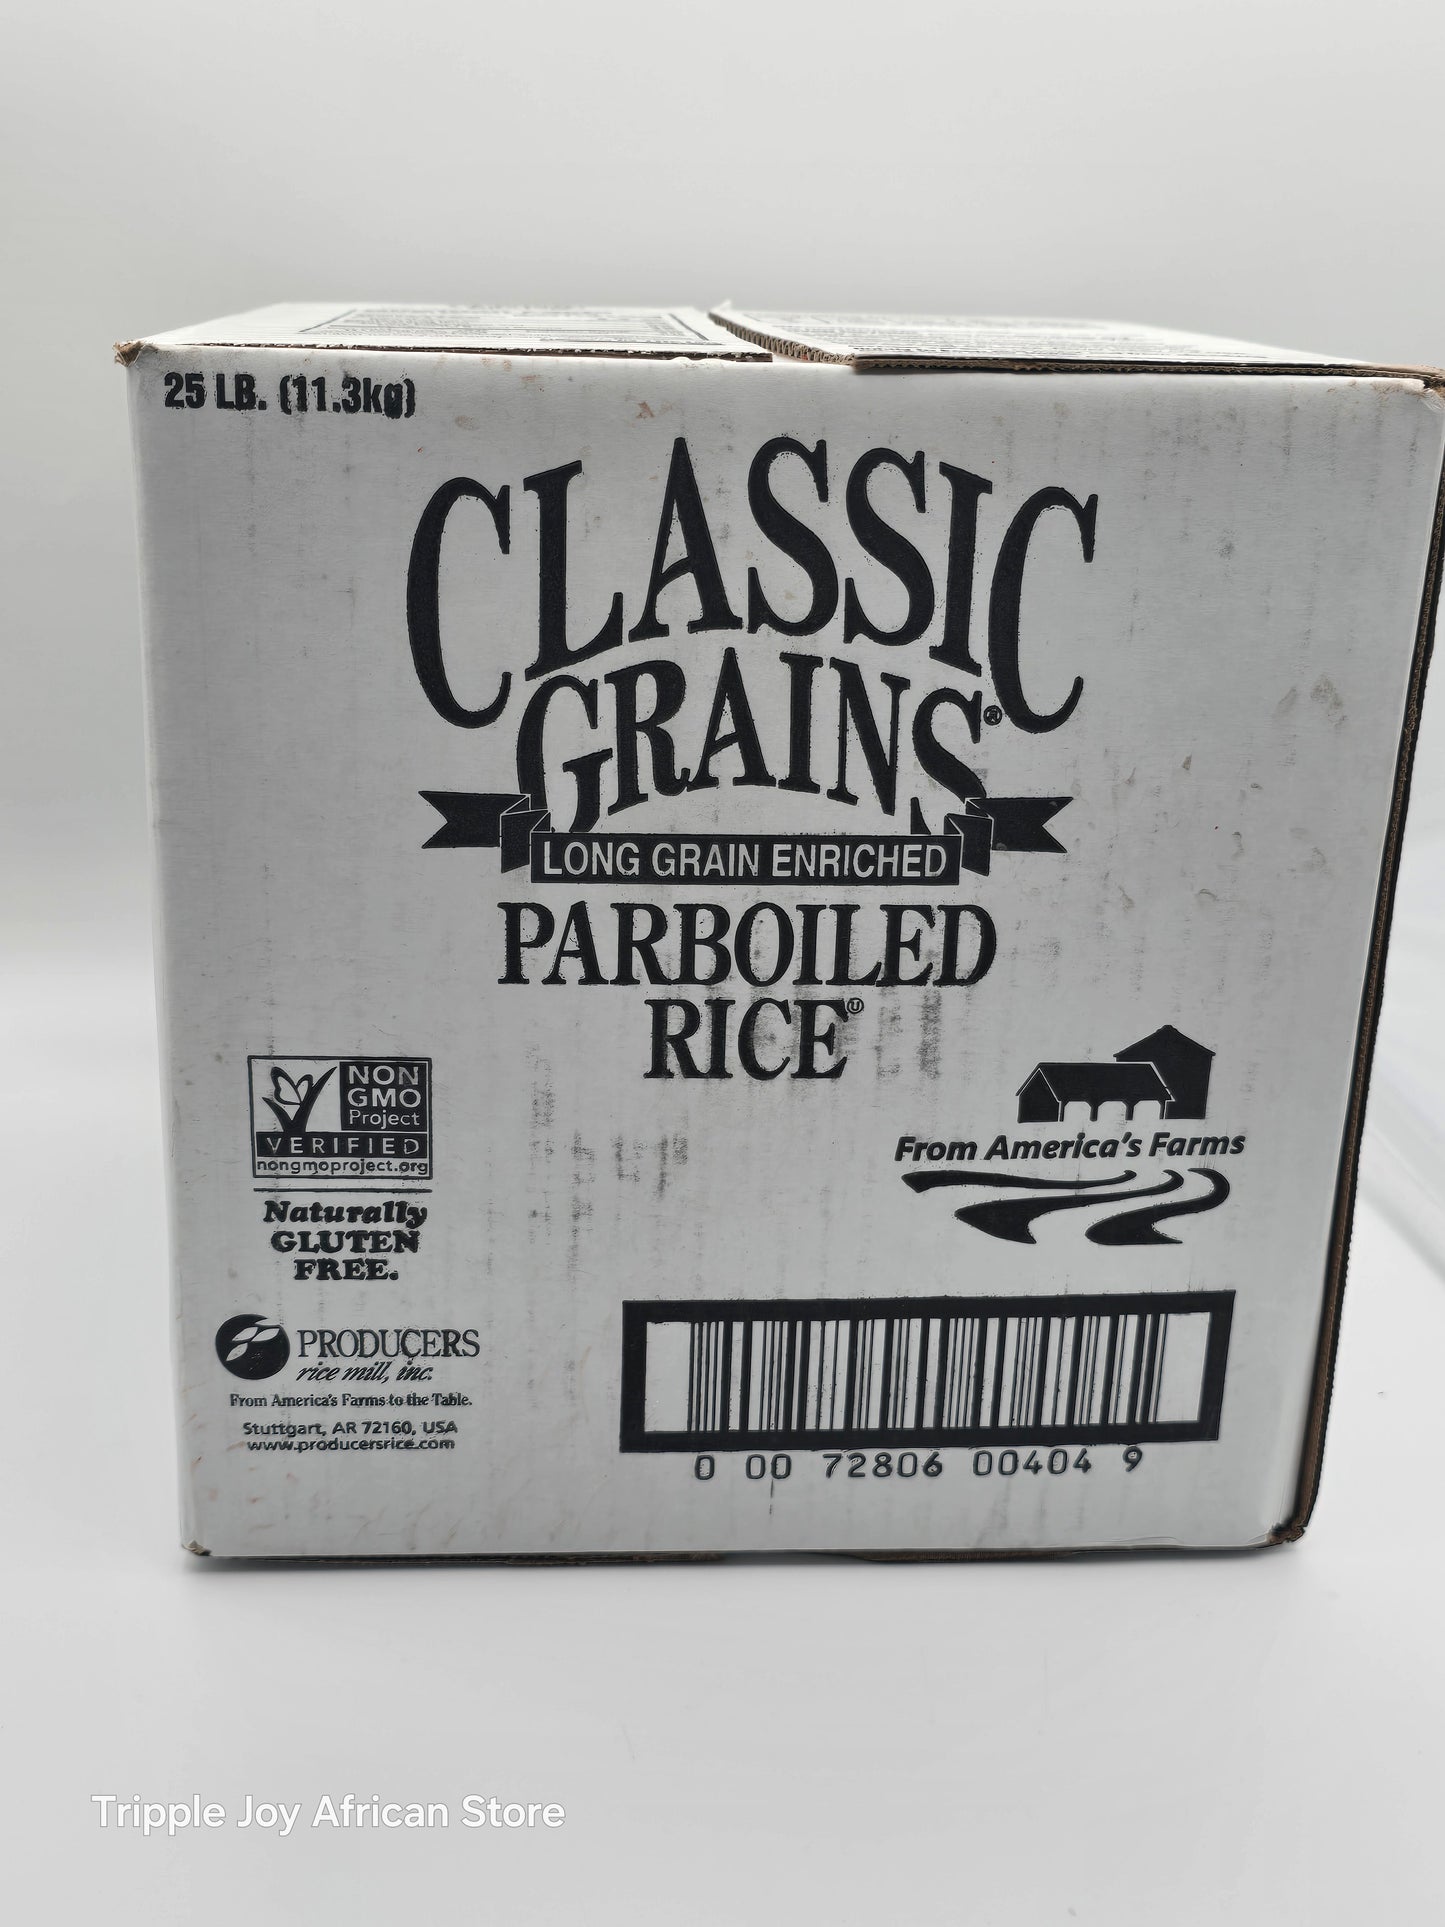 25 LB. (11.3kg)
CLASSIC
GRAINS®
LONG GRAIN ENRICHED
PARBOILED
RICE Ⓤ
NON
GMO
Project
VERIFIED
nongmoproject.org
Naturally
GLUTEN
FREE.
From America's Farms
PRODUCERS
rice mill, inc.
From America's Farms to the Table.
Stuttgart, AR 72160, USA
www.producersrice.com
0 00 72806 00404 9
Tripple Joy African Store